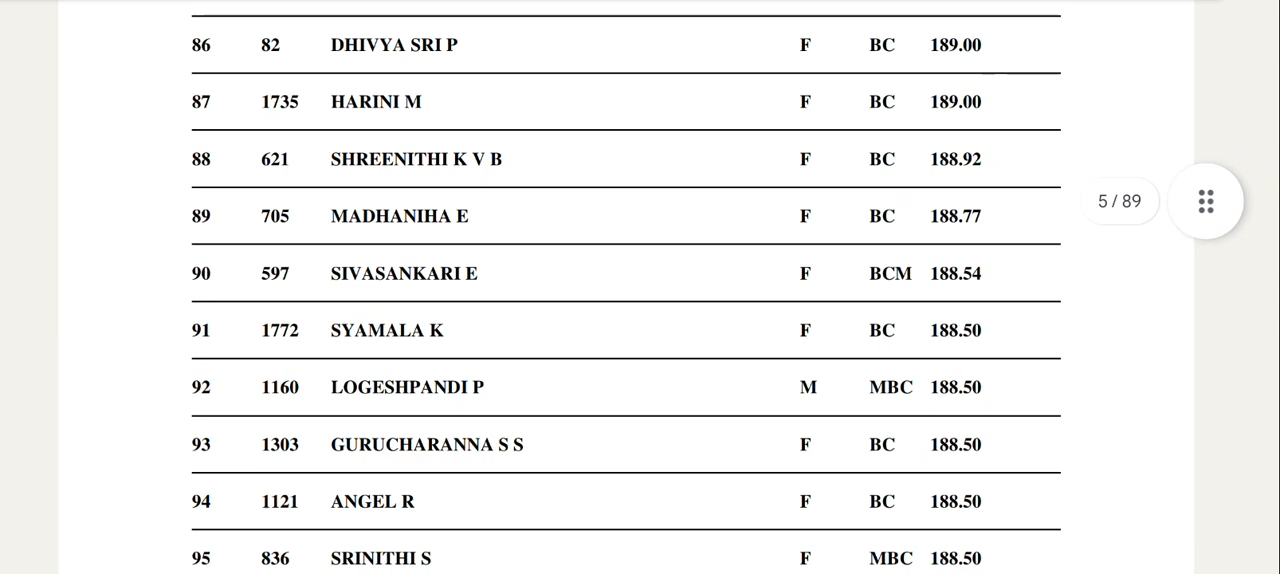 86 82 DHIVYA SRI P F BC 189.00
87 1735 HARINI M F BC 189.00
88 621 SHREENITHI K V B F BC 188.92
89 705 MADHANIHA E F BC 188.77
90 597 SIVASANKARI E F BCM 188.54
91 1772 SYAMALA K F BC 188.50
92 1160 LOGESHPANDI P M MBC 188.50
93 1303 GURUCHARANNA S S F BC 188.50
94 1121 ANGEL R F BC 188.50
95 836 SRINITHI S F MBC 188.50
5 / 89